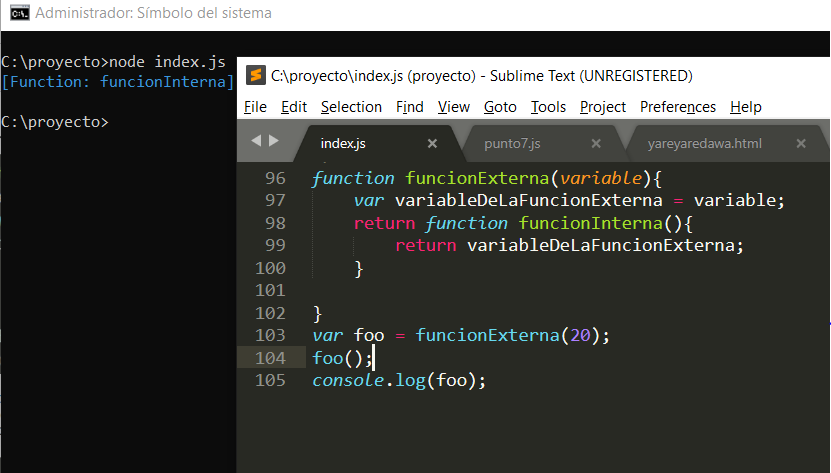 Administrador: Símbolo del sistema
C:\proyecto>node index.js
[Function: funcionInterna]
C:\proyecto>
C:\proyecto\index.js (proyecto) - Sublime Text (UNREGISTERED)
File Edit Selection Find View Goto Tools Project Preferences Help
index.js punto7.js yareyaredawa.html
96 function funcionExterna(variable){
97 var variableDeLaFuncionExterna = variable;
98 return function funcionInterna(){
99 return variableDeLaFuncionExterna;
100 }
101
102 }
103 var foo = funcionExterna(20);
104 foo();
105 console.log(foo);